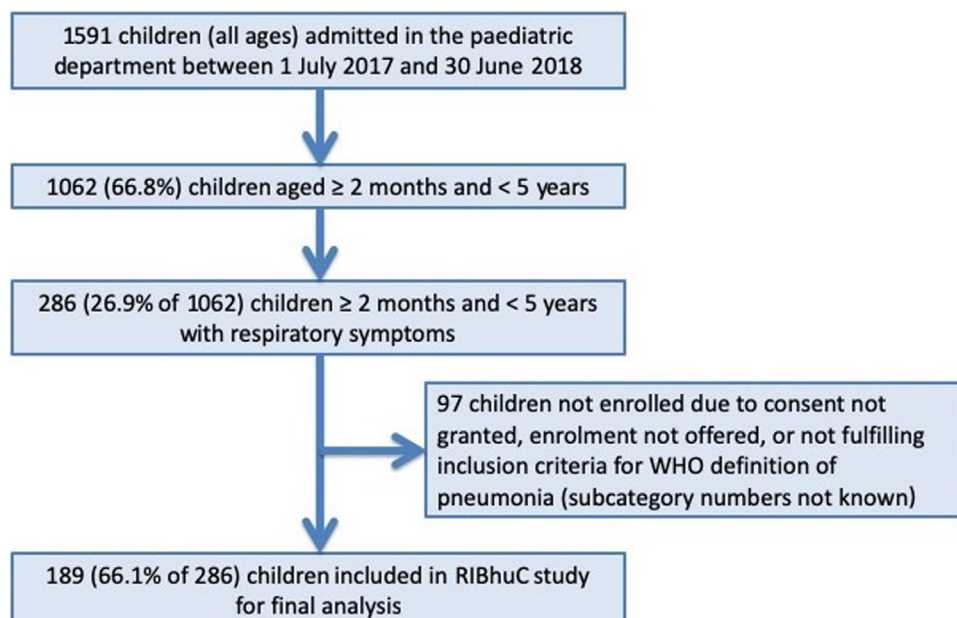 1591 children (all ages) admitted in the paediatric
department between 1 July 2017 and 30 June 2018
1062 (66.8%) children aged ≥ 2 months and < 5 years
286 (26.9% of 1062) children ≥ 2 months and < 5 years
with respiratory symptoms
97 children not enrolled due to consent not
granted, enrolment not offered, or not fulfilling
inclusion criteria for WHO definition of
pneumonia (subcategory numbers not known)
189 (66.1% of 286) children included in RIBhuC study
for final analysis